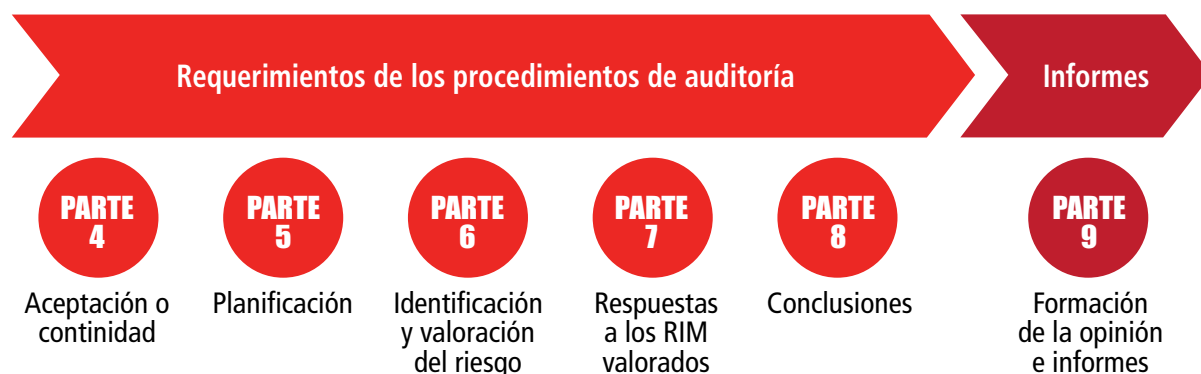 Requerimientos de los procedimientos de auditoría
Informes
PARTE
4
PARTE
5
PARTE
6
PARTE
7
PARTE
8
PARTE
9
Aceptación o
continidad
Planificación
Identificación
y valoración
del riesgo
Respuestas
a los RIM
valorados
Conclusiones
Formación
de la opinión
e informes